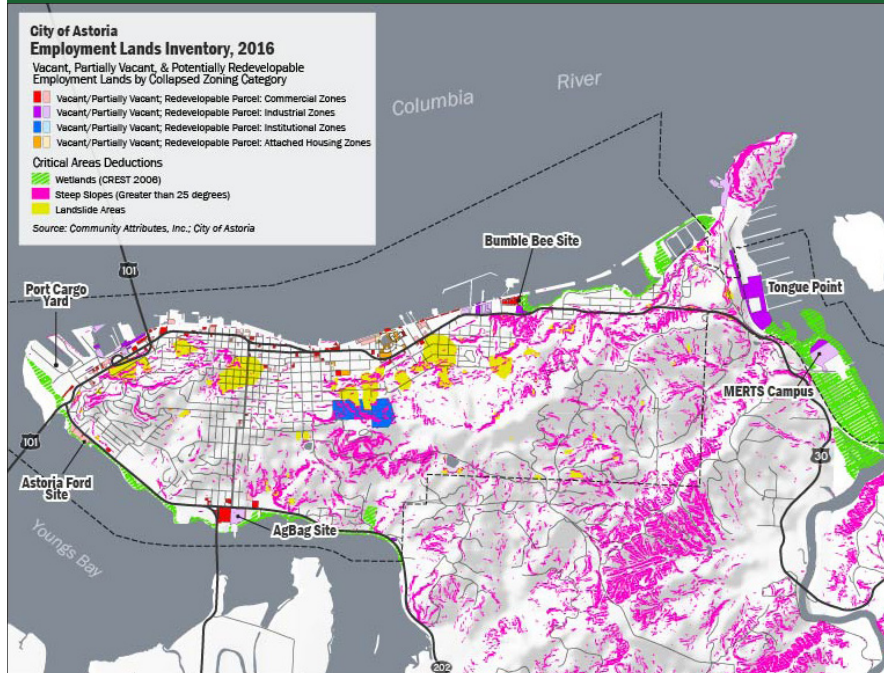 City of Astoria
Employment Lands Inventory, 2016
Vacant, Partially Vacant, & Potentially Redevelopable
Employment Lands by Collapsed Zoning Category
Vacant/Partially Vacant; Redevelopable Parcel: Commercial Zones
Vacant/Partially Vacant; Redevelopable Parcel: Industrial Zones
Vacant/Partially Vacant; Redevelopable Parcel: Institutional Zones
Vacant/Partially Vacant; Redevelopable Parcel: Attached Housing Zones
Critical Areas Deductions
Wetlands (CREST 2006)
Steep Slopes (Greater than 25 degrees)
Landslide Areas
Source: Community Attributes, Inc.; City of Astoria
Columbia
River
Bumble Bee Site
101
Port Cargo
Yard
Tongue Point
MERTS Campus
101
30
Astoria Ford
Site
AgBag Site
Youngs Bay
202